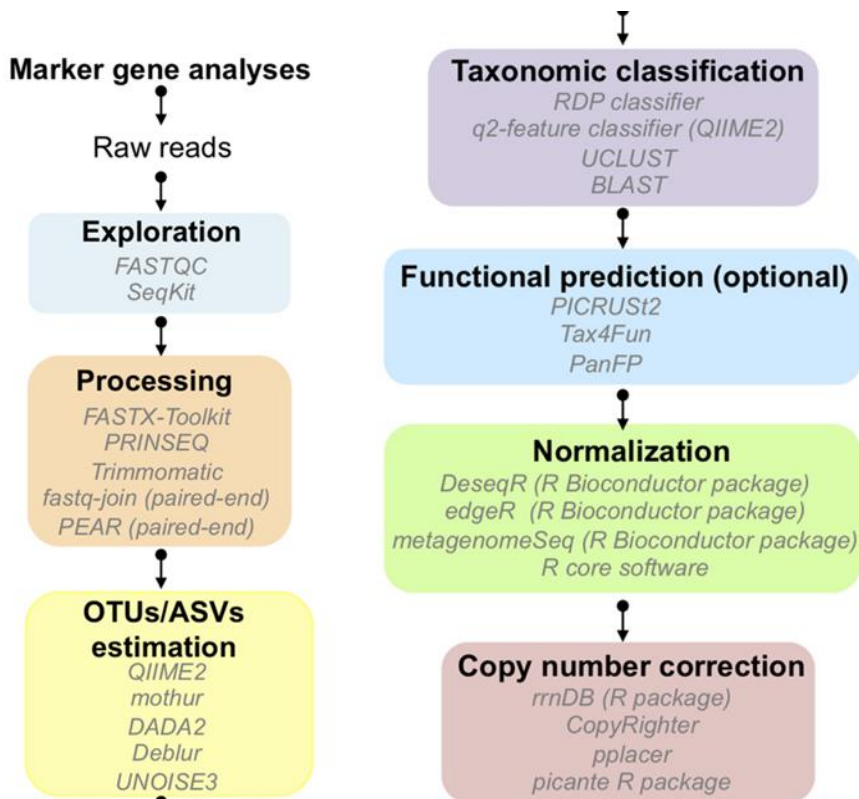 Marker gene analyses
Raw reads
Exploration
FASTQC
SeqKit
Processing
FASTX-Toolkit
PRINSEQ
Trimmomatic
fastq-join (paired-end)
PEAR (paired-end)
OTUs/ASVs
estimation
QIIME2
mothur
DADA2
Deblur
UNOISE3
Taxonomic classification
RDP classifier
q2-feature classifier (QIIME2)
UCLUST
BLAST
Functional prediction (optional)
PICRUSt2
Tax4Fun
PanFP
Normalization
DeseqR (R Bioconductor package)
edgeR (R Bioconductor package)
metagenomeSeq (R Bioconductor package)
R core software
Copy number correction
rrnDB (R package)
CopyRighter
pplacer
picante R package